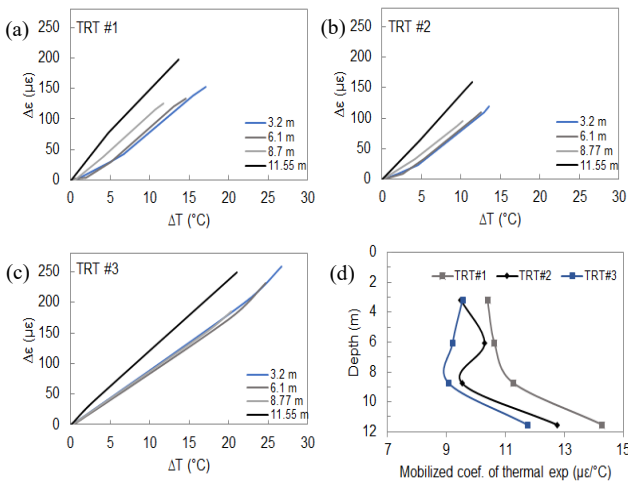 (a)
TRT #1
250
200
150
100
50
0
Δε (με)
0 5 10 15 20 25 30
ΔT (°C)
3.2 m
6.1 m
8.7 m
11.55 m
(b)
TRT #2
250
200
150
100
50
0
Δε (με)
0 5 10 15 20 25 30
ΔT (°C)
3.2 m
6.1 m
8.77 m
11.55 m
(c)
TRT #3
250
200
150
100
50
0
Δε (με)
0 5 10 15 20 25 30
ΔT (°C)
3.2 m
6.1 m
8.77 m
11.55 m
(d)
TRT#1 TRT#2 TRT#3
0
2
4
6
8
10
12
Depth (m)
7 9 11 13 15
Mobilized coef. of thermal exp (με/°C)